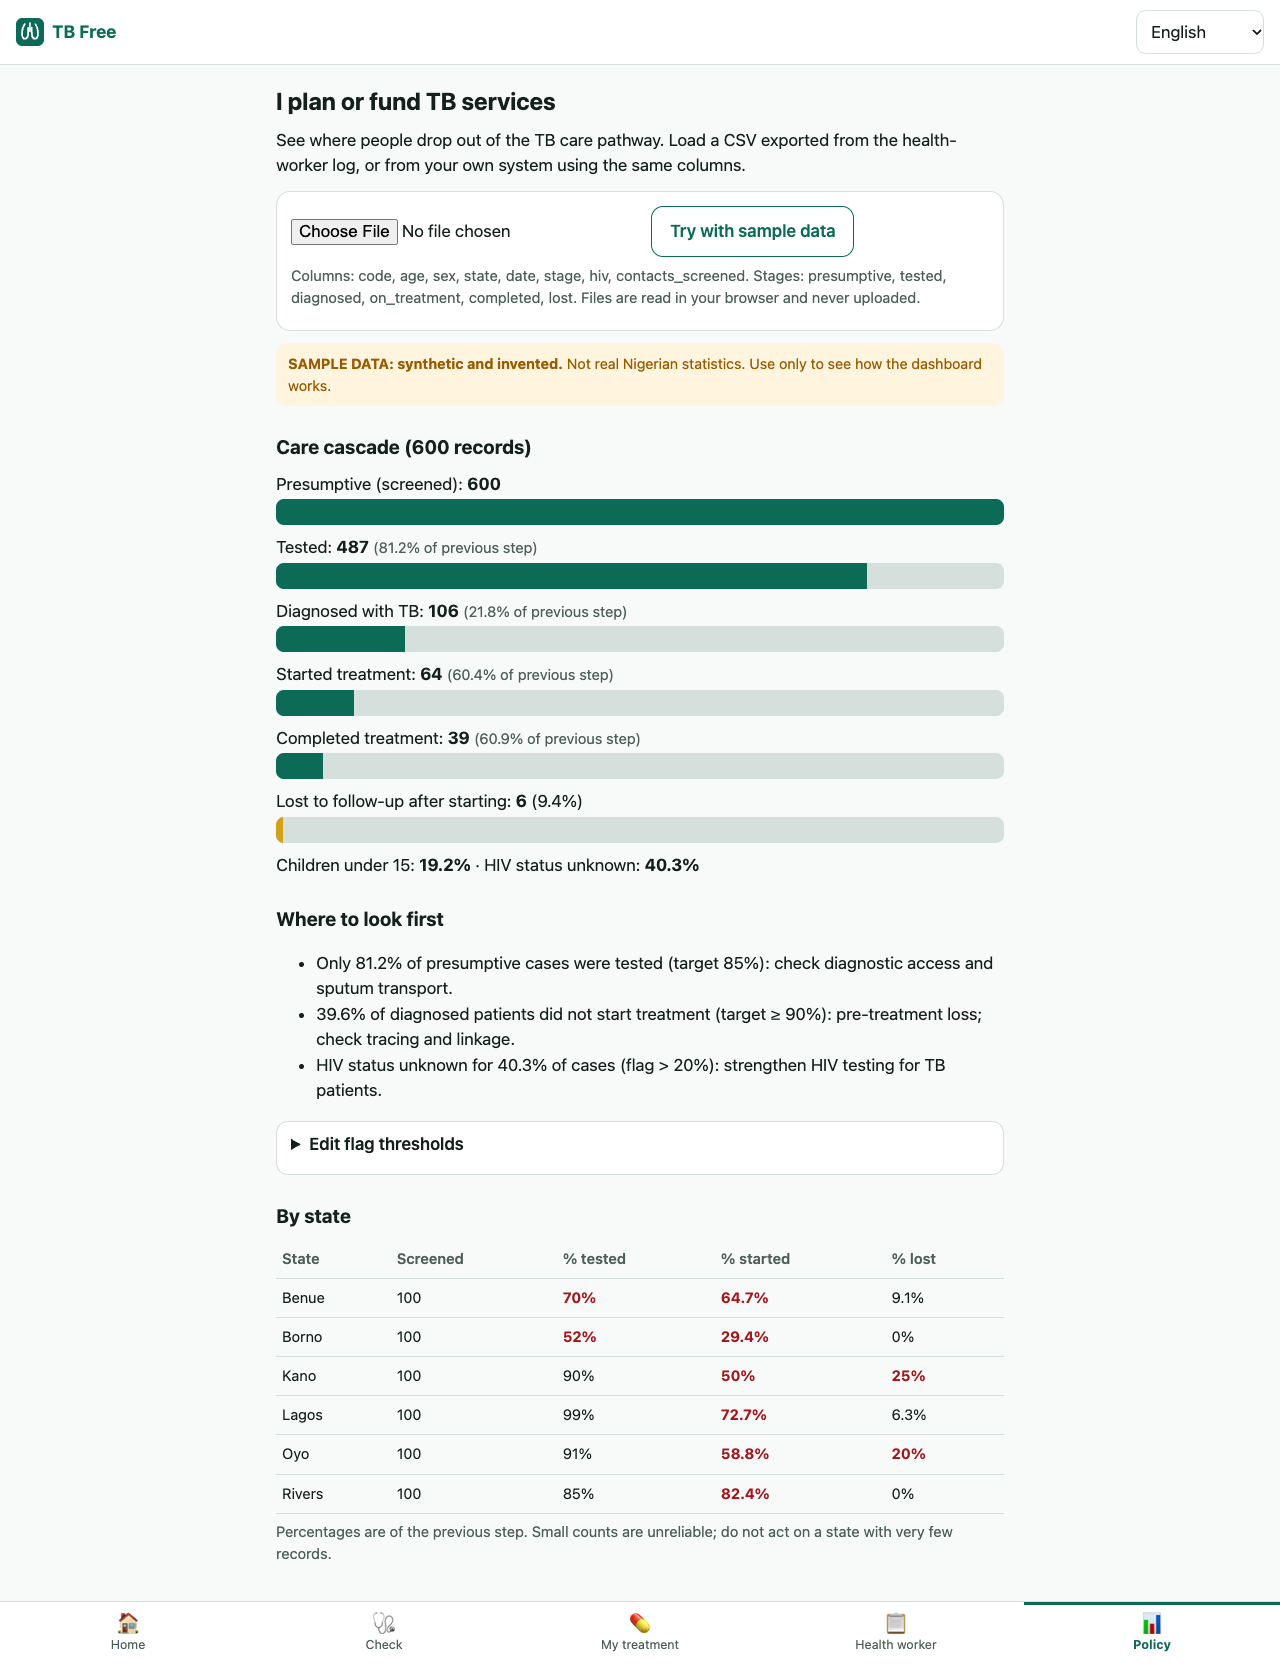 TB Free
English
I plan or fund TB services
See where people drop out of the TB care pathway. Load a CSV exported from the health-
worker log, or from your own system using the same columns.
Choose File No file chosen
Try with sample data
Columns: code, age, sex, state, date, stage, hiv, contacts_screened. Stages: presumptive, tested,
diagnosed, on_treatment, completed, lost. Files are read in your browser and never uploaded.
SAMPLE DATA: synthetic and invented. Not real Nigerian statistics. Use only to see how the dashboard
works.
Care cascade (600 records)
Presumptive (screened): 600
Tested: 487 (81.2% of previous step)
Diagnosed with TB: 106 (21.8% of previous step)
Started treatment: 64 (60.4% of previous step)
Completed treatment: 39 (60.9% of previous step)
Lost to follow-up after starting: 6 (9.4%)
Children under 15: 19.2% · HIV status unknown: 40.3%
Where to look first
• Only 81.2% of presumptive cases were tested (target 85%): check diagnostic access and
sputum transport.
• 39.6% of diagnosed patients did not start treatment (target ≥ 90%): pre-treatment loss;
check tracing and linkage.
• HIV status unknown for 40.3% of cases (flag > 20%): strengthen HIV testing for TB
patients.
Edit flag thresholds
By state
State Screened % tested % started % lost
Benue 100 70% 64.7% 9.1%
Borno 100 52% 29.4% 0%
Kano 100 90% 50% 25%
Lagos 100 99% 72.7% 6.3%
Oyo 100 91% 58.8% 20%
Rivers 100 85% 82.4% 0%
Percentages are of the previous step. Small counts are unreliable; do not act on a state with very few
records.
Home Check My treatment Health worker Policy